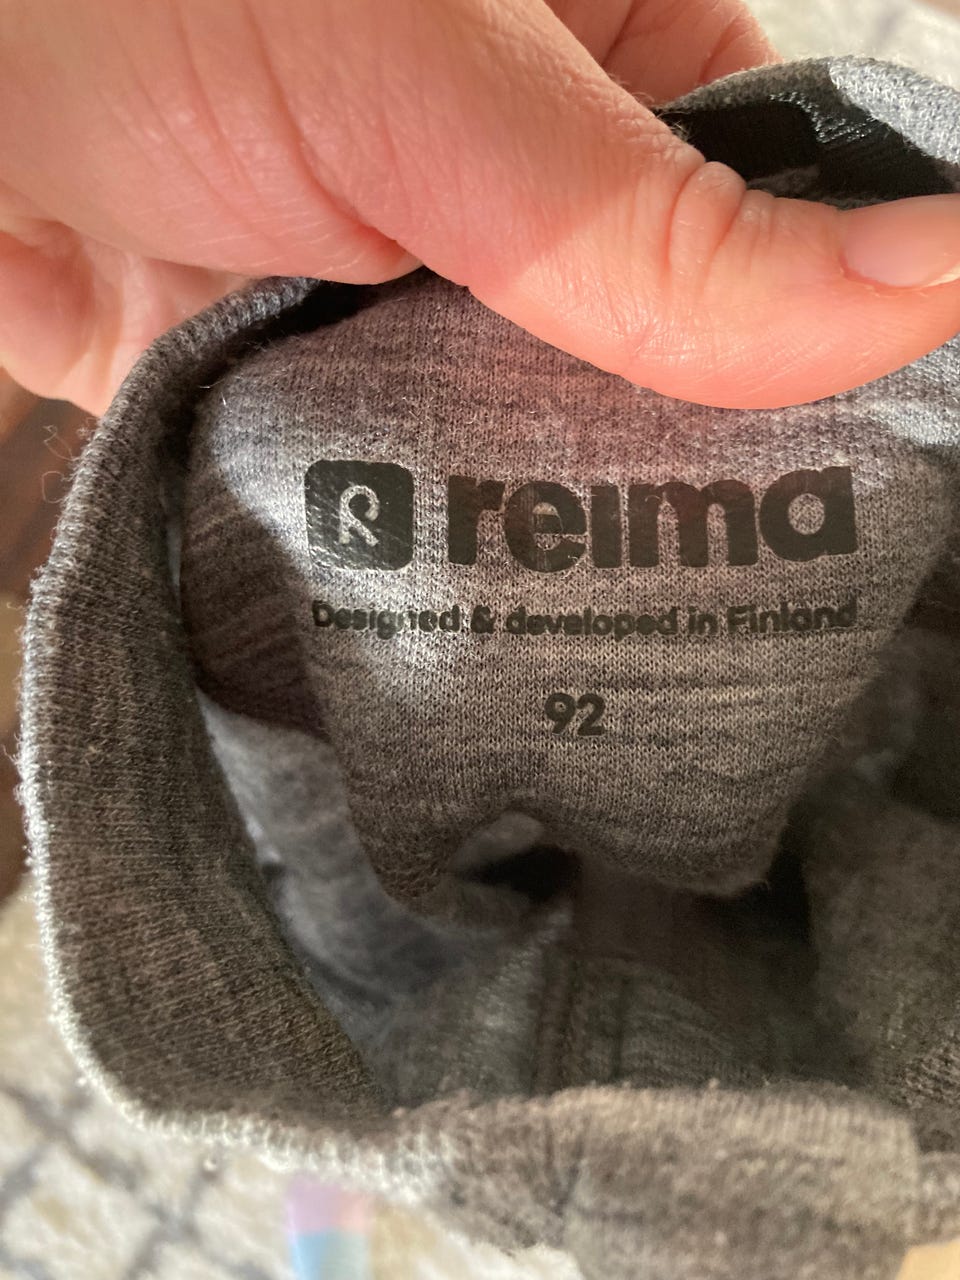 R reima
Designed & developed in Finland
92